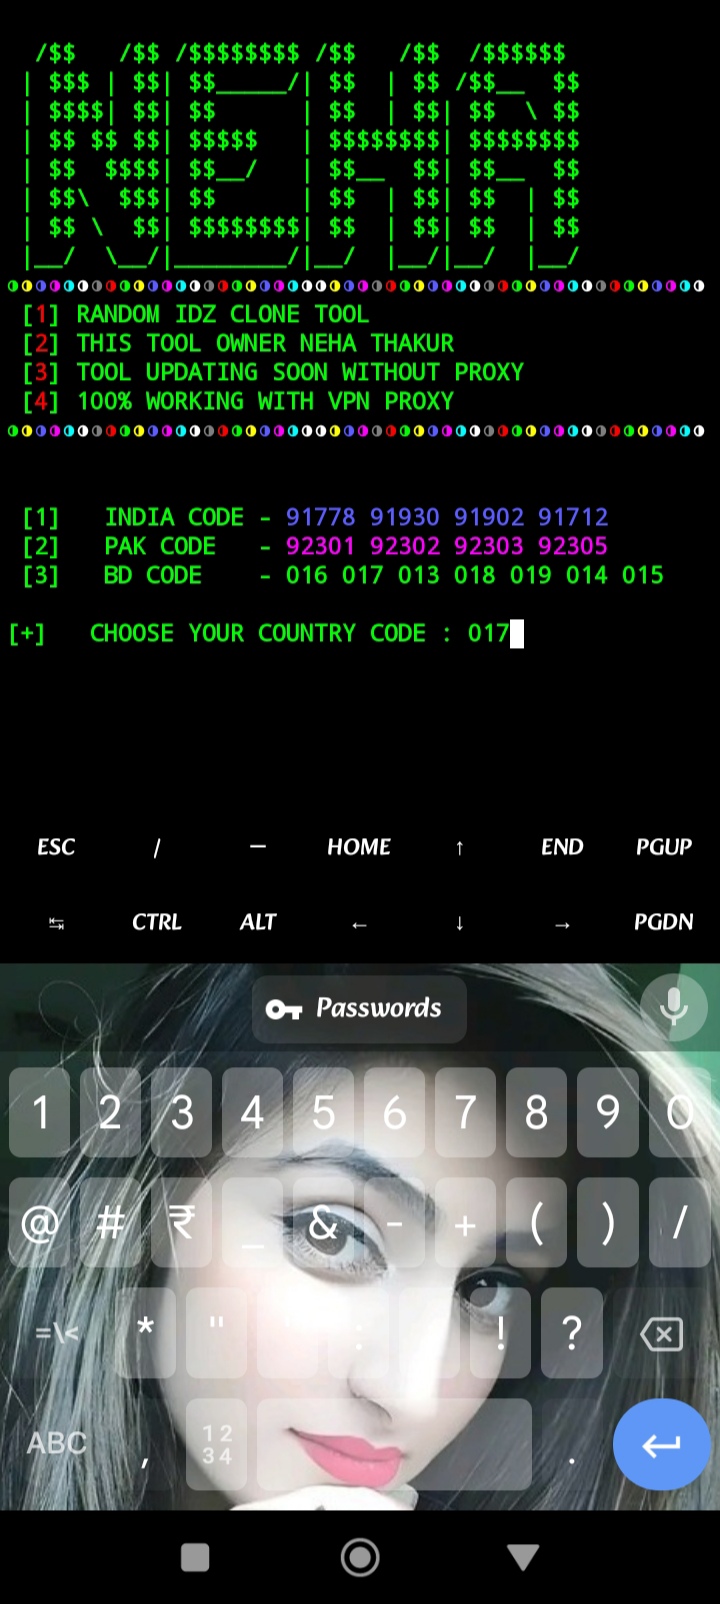 NEHA
[1] RANDOM IDZ CLONE TOOL
[2] THIS TOOL OWNER NEHA THAKUR
[3] TOOL UPDATING SOON WITHOUT PROXY
[4] 100% WORKING WITH VPN PROXY
[1] INDIA CODE - 91778 91930 91902 91712
[2] PAK CODE - 92301 92302 92303 92305
[3] BD CODE - 016 017 013 018 019 014 015
[+] CHOOSE YOUR COUNTRY CODE : 017
ESC / — HOME ↑ END PGUP
↹ CTRL ALT ← ↓ → PGDN
Passwords
1 2 3 4 5 6 7 8 9 0
@ # ₹ _ & - + ( ) /
=\< * " : ! ?
ABC , 12 34 .